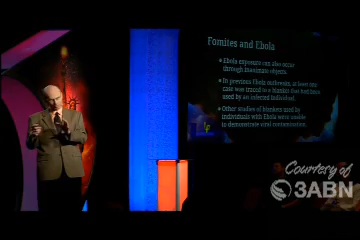 Fomites and Ebola
Ebola exposure can also occur
through inanimate objects.
In previous Ebola outbreaks, at least one
case was traced to a blanket that had been
used by an infected individual.
Other studies of blankets used by
individuals with Ebola were unable
to demonstrate viral contamination.
Courtesy of
3ABN